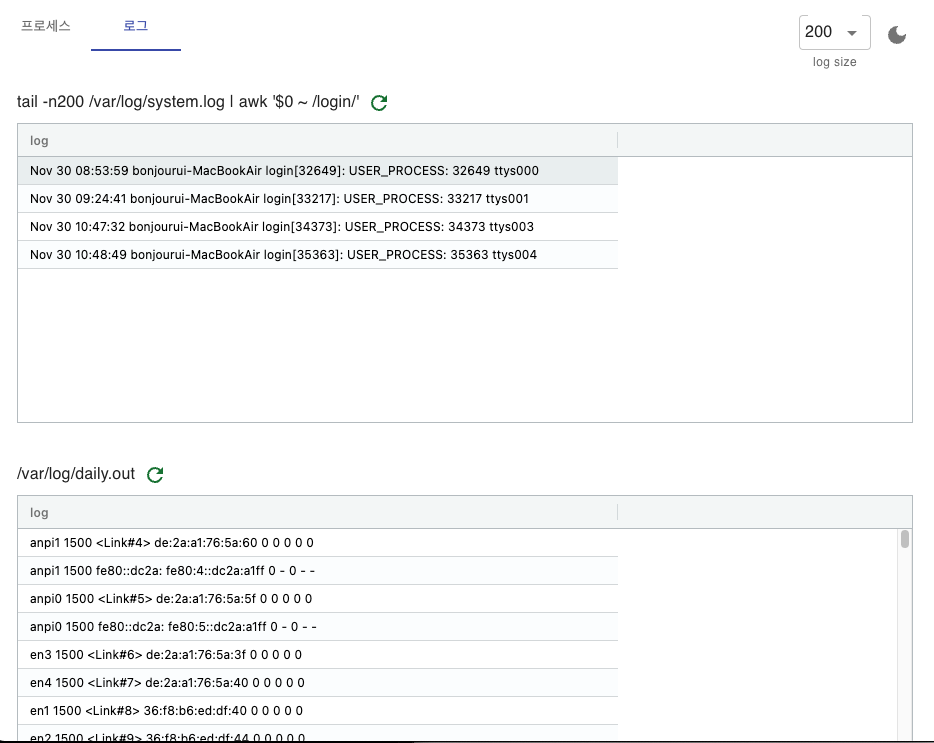 프로세스
로그
200
log size
tail -n200 /var/log/system.log | awk '$0 ~ /login/'
log
Nov 30 08:53:59 bonjourui-MacBookAir login[32649]: USER_PROCESS: 32649 ttys000
Nov 30 09:24:41 bonjourui-MacBookAir login[33217]: USER_PROCESS: 33217 ttys001
Nov 30 10:47:32 bonjourui-MacBookAir login[34373]: USER_PROCESS: 34373 ttys003
Nov 30 10:48:49 bonjourui-MacBookAir login[35363]: USER_PROCESS: 35363 ttys004
/var/log/daily.out
log
anpi1 1500 <Link#4> de:2a:a1:76:5a:60 0 0 0 0 0
anpi1 1500 fe80::dc2a: fe80:4::dc2a:a1ff 0 - 0 - -
anpi0 1500 <Link#5> de:2a:a1:76:5a:5f 0 0 0 0 0
anpi0 1500 fe80::dc2a: fe80:5::dc2a:a1ff 0 - 0 - -
en3 1500 <Link#6> de:2a:a1:76:5a:3f 0 0 0 0 0
en4 1500 <Link#7> de:2a:a1:76:5a:40 0 0 0 0 0
en1 1500 <Link#8> 36:f8:b6:ed:df:40 0 0 0 0 0
en2 1500 <Link#9> 36:f8:b6:ed:df:44 0 0 0 0 0